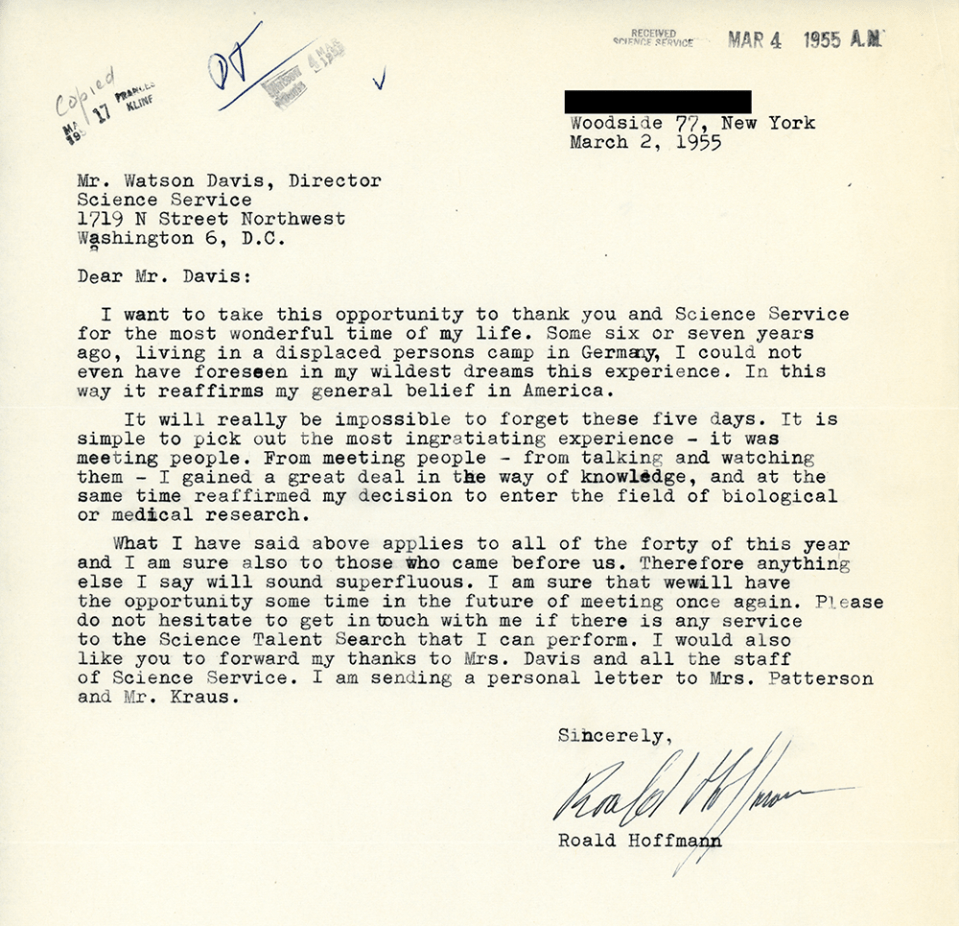 RECEIVED
SCIENCE SERVICE
MAR 4 1955 A.M.
DJ
Copied
17
FRANCES
KLINE
Woodside 77, New York
March 2, 1955
Mr. Watson Davis, Director
Science Service
1719 N Street Northwest
Washington 6, D.C.
Dear Mr. Davis:
I want to take this opportunity to thank you and Science Service
for the most wonderful time of my life. Some six or seven years
ago, living in a displaced persons camp in Germany, I could not
even have foreseen in my wildest dreams this experience. In this
way it reaffirms my general belief in America.
It will really be impossible to forget these five days. It is
simple to pick out the most ingratiating experience - it was
meeting people. From meeting people - from talking and watching
them - I gained a great deal in the way of knowledge, and at the
same time reaffirmed my decision to enter the field of biological
or medical research.
What I have said above applies to all of the forty of this year
and I am sure also to those who came before us. Therefore anything
else I say will sound superfluous. I am sure that wewill have
the opportunity some time in the future of meeting once again. Please
do not hesitate to get in touch with me if there is any service
to the Science Talent Search that I can perform. I would also
like you to forward my thanks to Mrs. Davis and all the staff
of Science Service. I am sending a personal letter to Mrs. Patterson
and Mr. Kraus.
Sincerely,
Roald Hoffmann
Roald Hoffmann